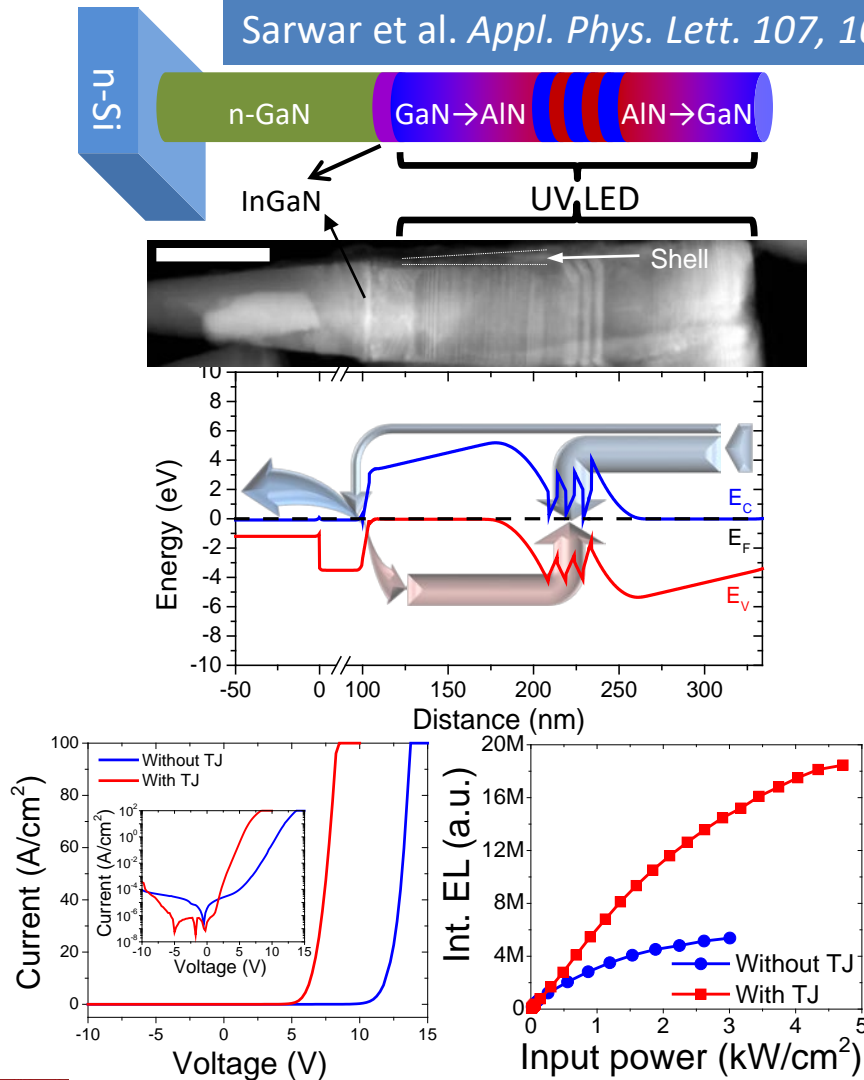 Sarwar et al. Appl. Phys. Lett. 107,
n-Si
n-GaN
GaN→AlN
AlN→GaN
InGaN
UV LED
Shell
10
8
6
4
2
0
-2
-4
-6
-8
-10
Energy (eV)
E_C
E_F
E_V
-50 0 100 150 200 250 300
Distance (nm)
100
80
60
40
20
0
Current (A/cm²)
Without TJ
With TJ
10²
10⁰
10⁻²
10⁻⁴
10⁻⁶
10⁻⁸
Current (A/cm²)
-10 -5 0 5 10 15
Voltage (V)
-10 -5 0 5 10 15
Voltage (V)
20M
16M
12M
8M
4M
0
Int. EL (a.u.)
Without TJ
With TJ
0 1 2 3 4 5
Input power (kW/cm²)